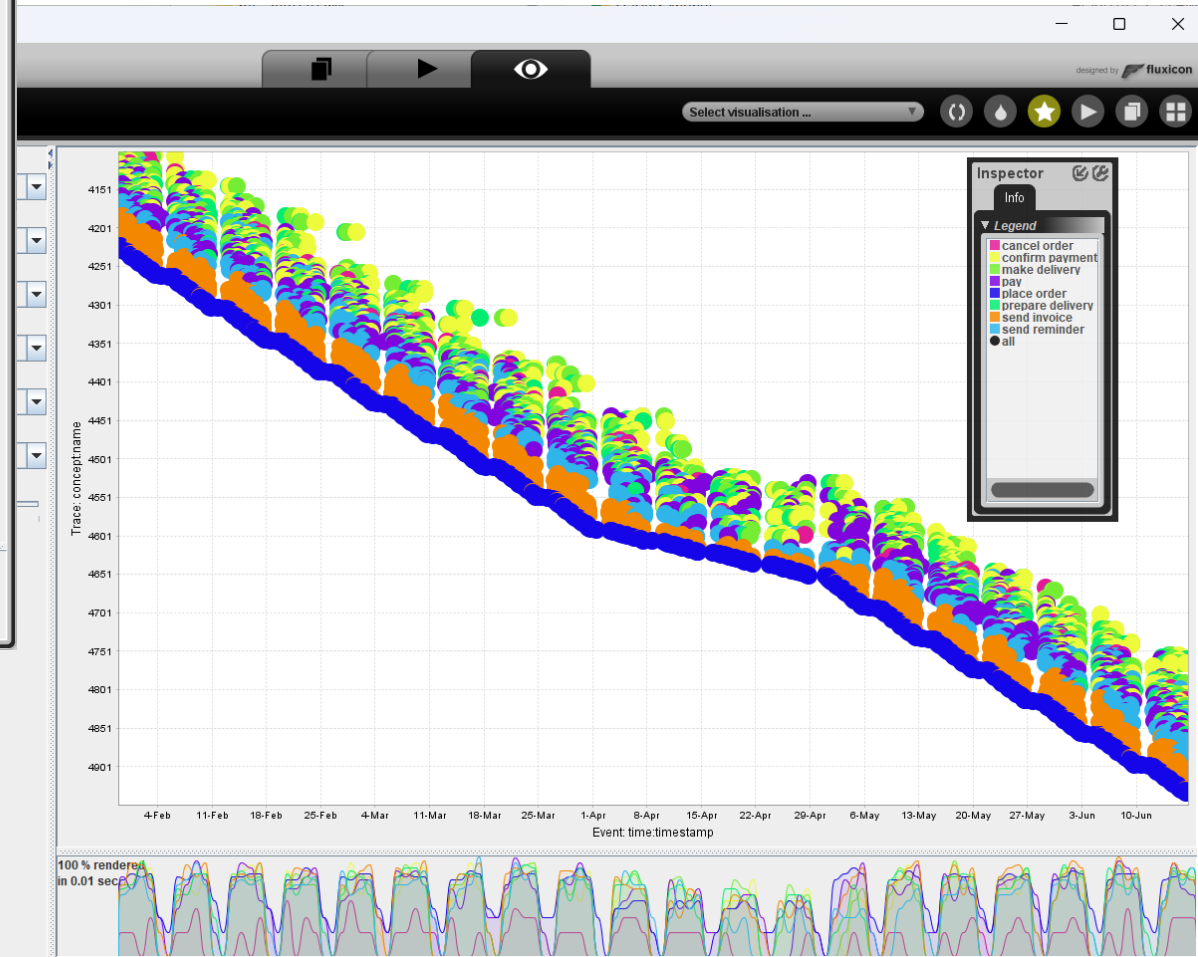 designed by fluxicon
Select visualisation ...
Inspector
Info
Legend
cancel order
confirm payment
make delivery
pay
place order
prepare delivery
send invoice
send reminder
all
Trace: concept:name
4151
4201
4251
4301
4351
4401
4451
4501
4551
4601
4651
4701
4751
4801
4851
4901
4-Feb 11-Feb 18-Feb 25-Feb 4-Mar 11-Mar 18-Mar 25-Mar 1-Apr 8-Apr 15-Apr 22-Apr 29-Apr 6-May 13-May 20-May 27-May 3-Jun 10-Jun
Event: time:timestamp
100 % rendered
in 0.01 sec